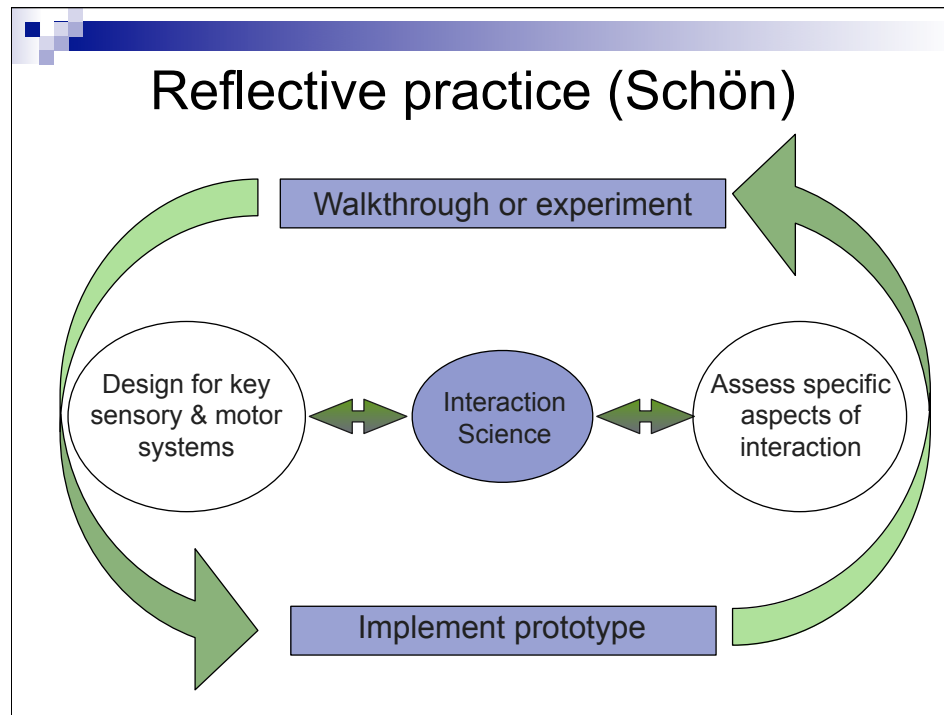 Reflective practice (Schön)
Walkthrough or experiment
Design for key
sensory & motor
systems
Interaction
Science
Assess specific
aspects of
interaction
Implement prototype